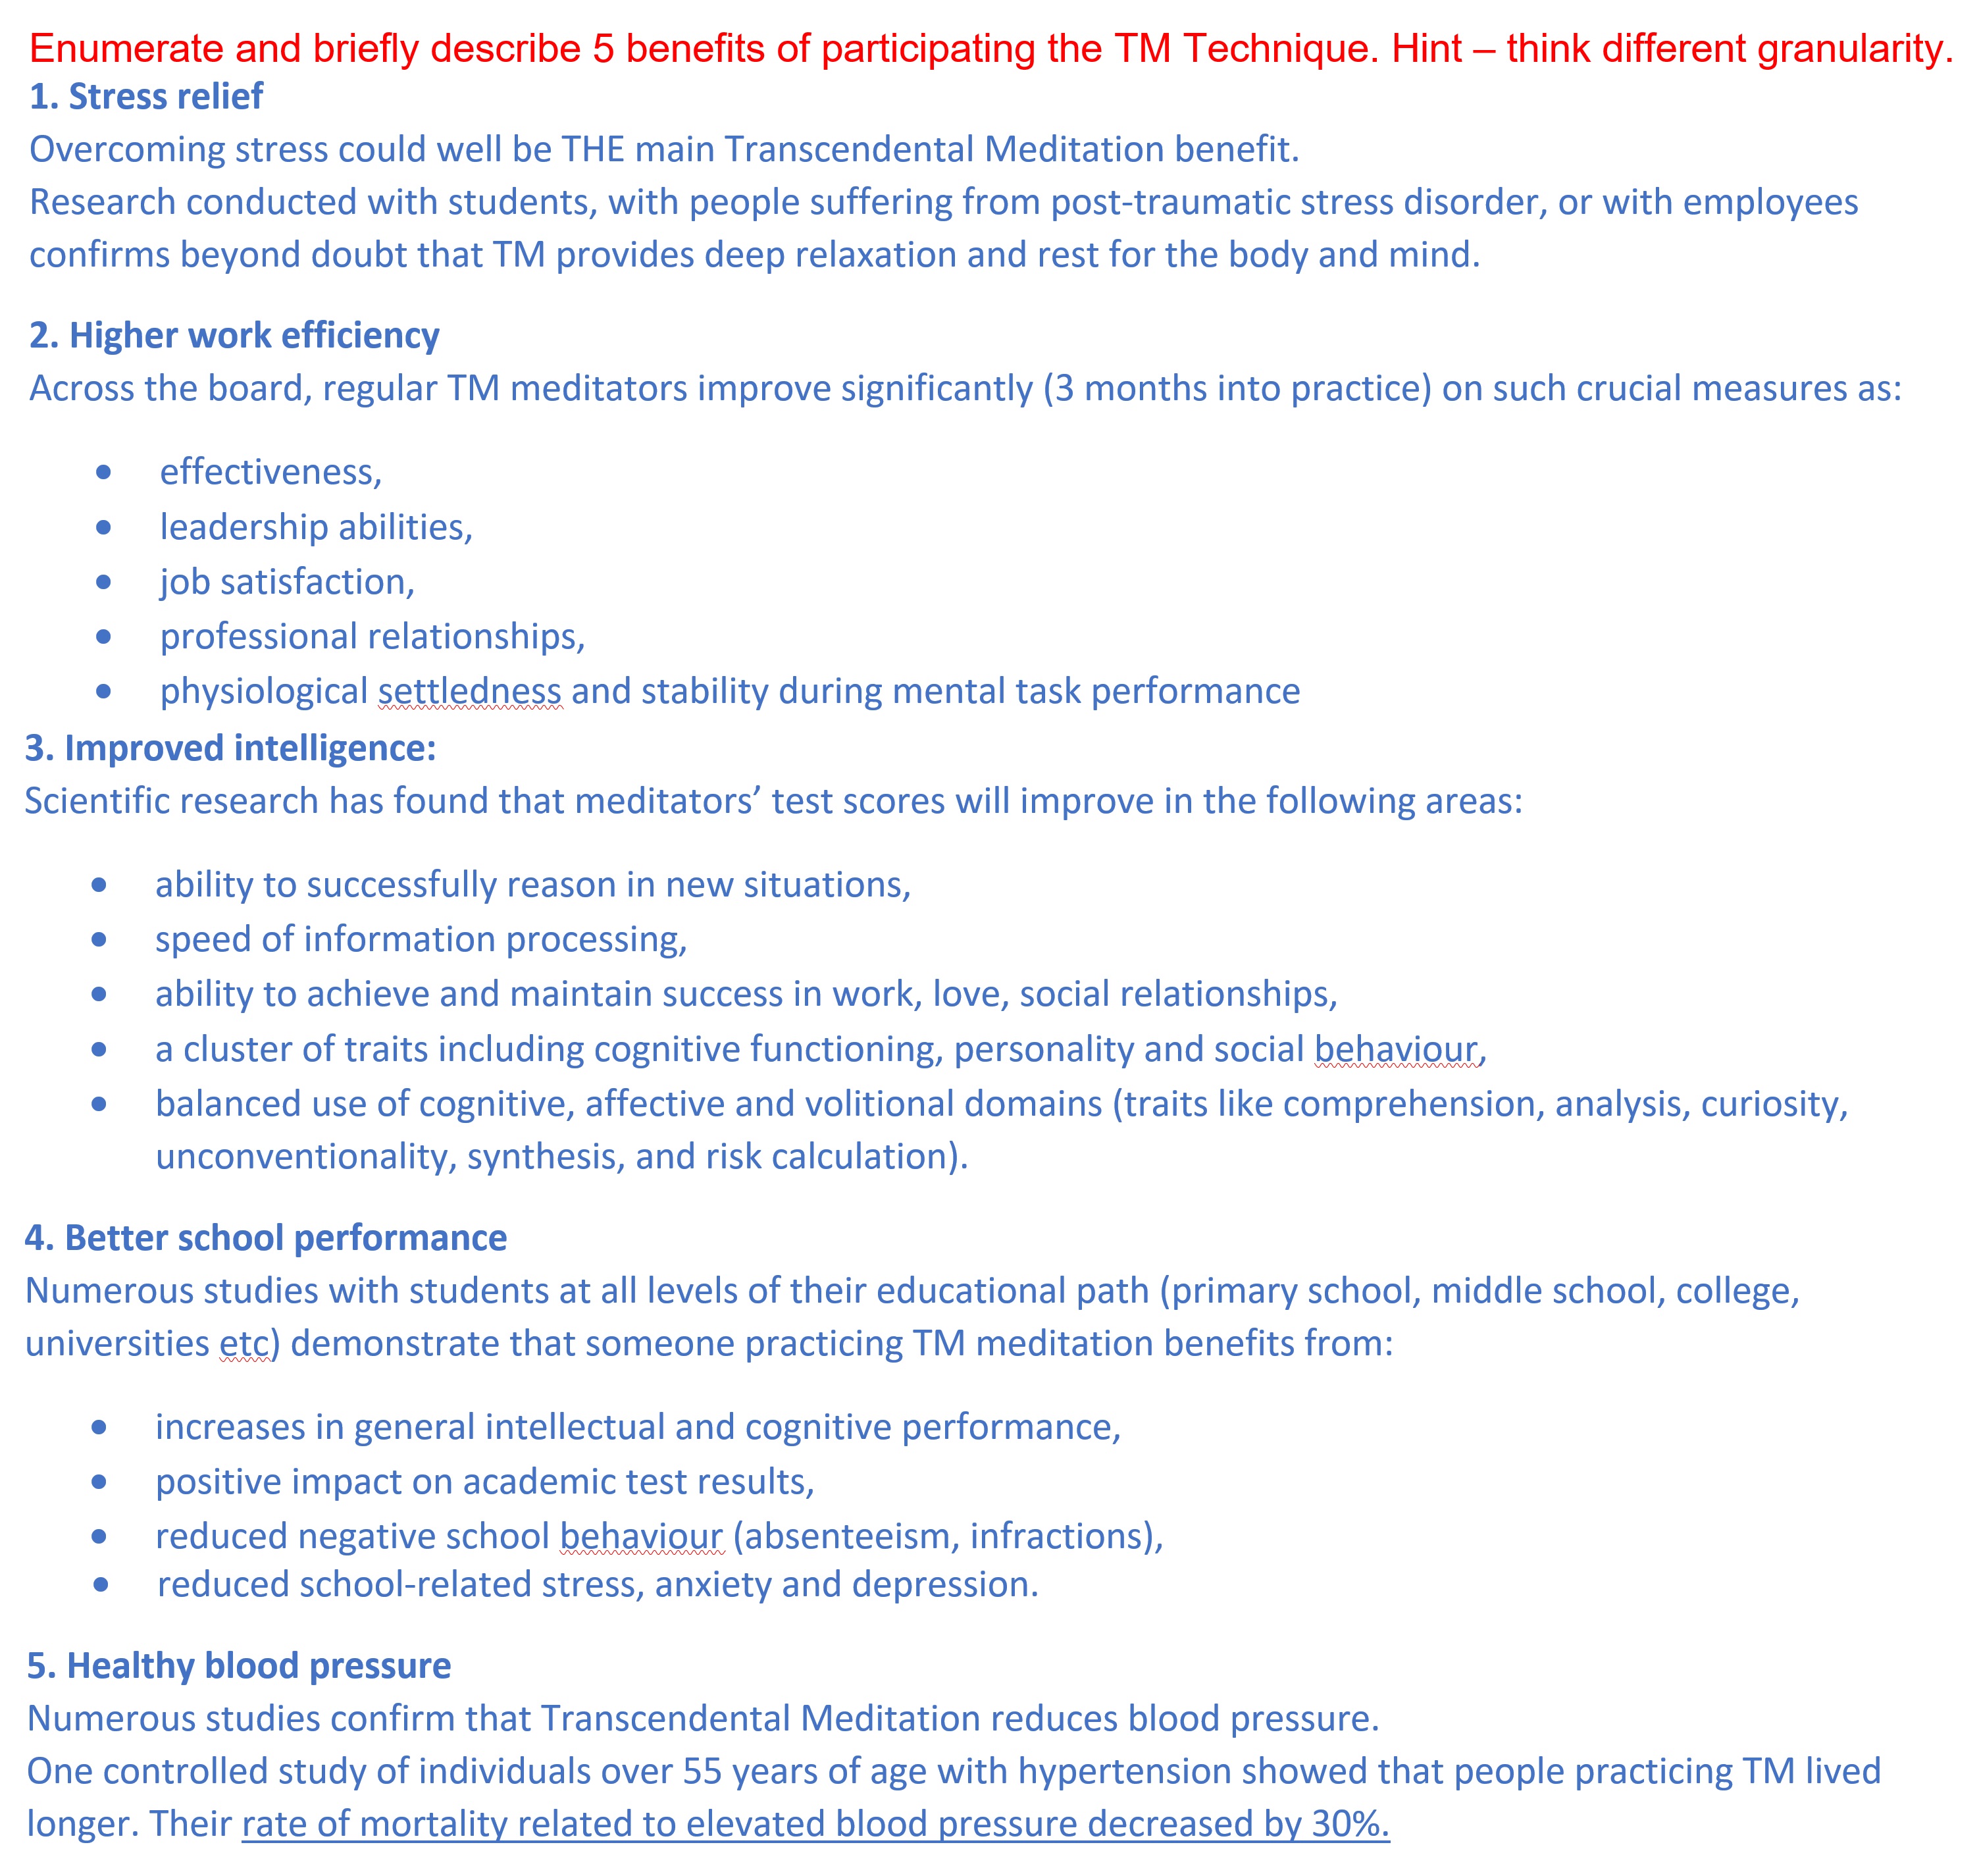 Enumerate and briefly describe 5 benefits of participating the TM Technique. Hint – think different granularity.
1. Stress relief
Overcoming stress could well be THE main Transcendental Meditation benefit.
Research conducted with students, with people suffering from post-traumatic stress disorder, or with employees
confirms beyond doubt that TM provides deep relaxation and rest for the body and mind.
2. Higher work efficiency
Across the board, regular TM meditators improve significantly (3 months into practice) on such crucial measures as:
• effectiveness,
• leadership abilities,
• job satisfaction,
• professional relationships,
• physiological settledness and stability during mental task performance
3. Improved intelligence:
Scientific research has found that meditators’ test scores will improve in the following areas:
• ability to successfully reason in new situations,
• speed of information processing,
• ability to achieve and maintain success in work, love, social relationships,
• a cluster of traits including cognitive functioning, personality and social behaviour,
• balanced use of cognitive, affective and volitional domains (traits like comprehension, analysis, curiosity,
unconventionality, synthesis, and risk calculation).
4. Better school performance
Numerous studies with students at all levels of their educational path (primary school, middle school, college,
universities etc) demonstrate that someone practicing TM meditation benefits from:
• increases in general intellectual and cognitive performance,
• positive impact on academic test results,
• reduced negative school behaviour (absenteeism, infractions),
• reduced school-related stress, anxiety and depression.
5. Healthy blood pressure
Numerous studies confirm that Transcendental Meditation reduces blood pressure.
One controlled study of individuals over 55 years of age with hypertension showed that people practicing TM lived
longer. Their rate of mortality related to elevated blood pressure decreased by 30%.